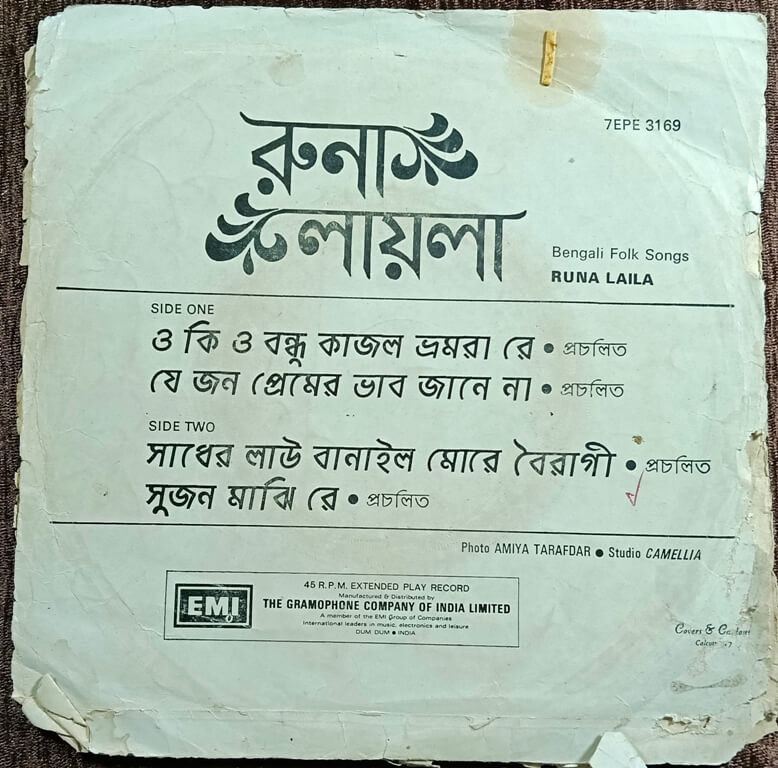 7EPE 3169
রুনা
লায়লা
Bengali Folk Songs
RUNA LAILA
SIDE ONE
ও কি ও বন্ধু কাজল ভ্রমরা রে • প্রচলিত
যে জন প্রেমের ভাব জানে না • প্রচলিত
SIDE TWO
সাধের লাউ বানাইল মোরে বৈরাগী • প্রচলিত
সুজন মাঝি রে • প্রচলিত
Photo AMIYA TARAFDAR • Studio CAMELLIA
EMI
45 R.P.M. EXTENDED PLAY RECORD
Manufactured & Distributed by
THE GRAMOPHONE COMPANY OF INDIA LIMITED
A member of the EMI Group of Companies
International leaders in music, electronics and leisure
DUM DUM • INDIA
Covers &